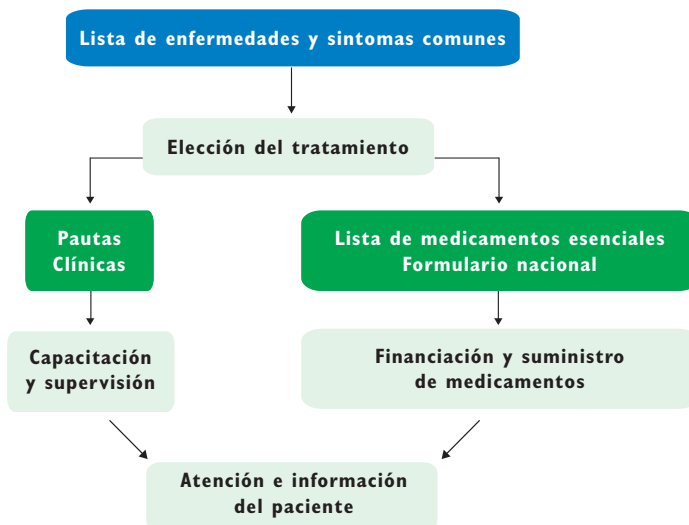 Lista de enfermedades y sintomas comunes
Elección del tratamiento
Pautas
Clínicas
Lista de medicamentos esenciales
Formulario nacional
Capacitación
y supervisión
Financiación y suministro
de medicamentos
Atención e información
del paciente